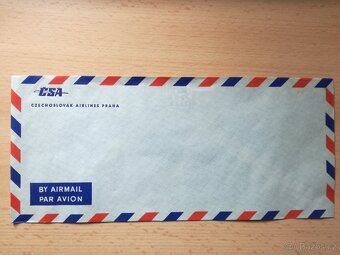 ČSA
CZECHOSLOVAK AIRLINES PRAHA
BY AIRMAIL
PAR AVION